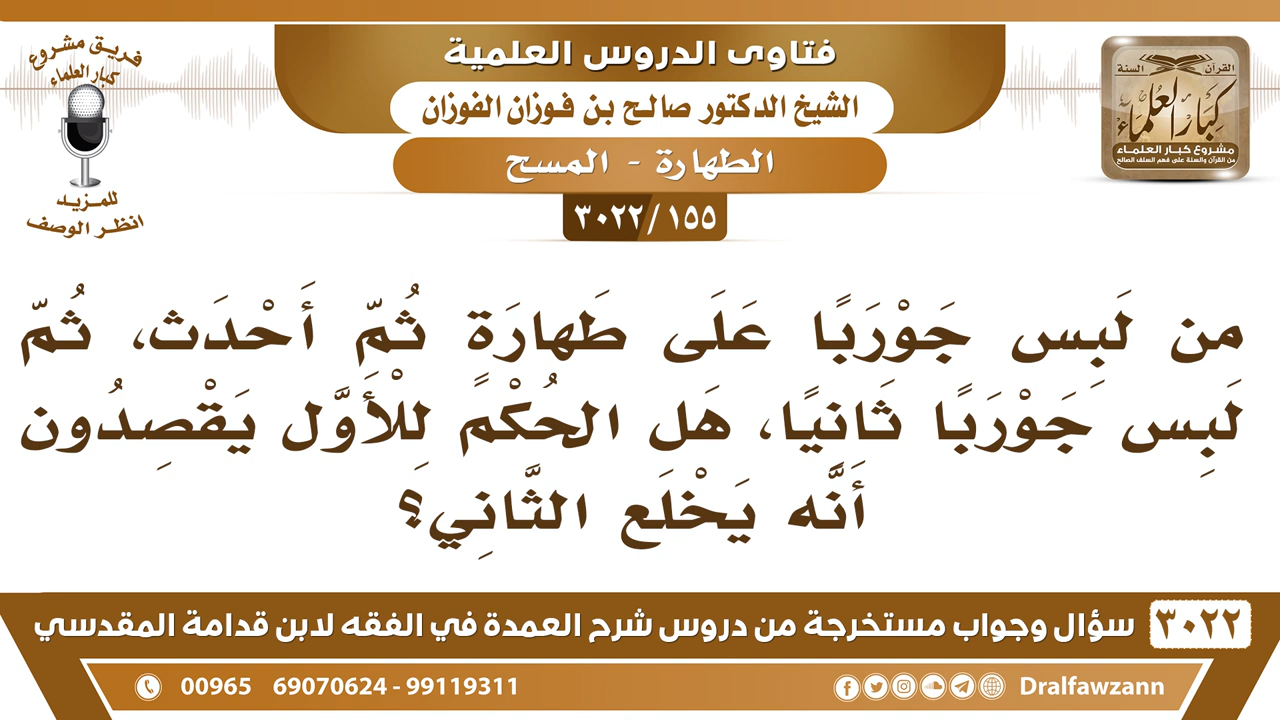 فتاوى الدروس العلمية
الشيخ الدكتور صالح بن فوزان الفوزان
الطهارة - المسح
٣٠٢٢/١٥٥
فريق مشروع
كبار العلماء
للمزيد
انظر الوصف
القرآن
السنة
كبار العلماء
مشروع كبار العلماء
من القرآن والسنة على فهم السلف الصالح
من لَبِس جَوْرَبًا عَلَى طَهارَة ثُمّ أَحْدَث، ثُمّ
لَبِس جَوْرَبًا ثَانيًا، هَل الحُكْمً لْلأَوَّل يَقْصِدُون
أَنَّه يَخْلَع الثَّانِي؟
٣٠٢٢
سؤال وجواب مستخرجة من دروس شرح العمدة في الفقه لابن قدامة المقدسي
00965 69070624 - 99119311
Dralfawzann